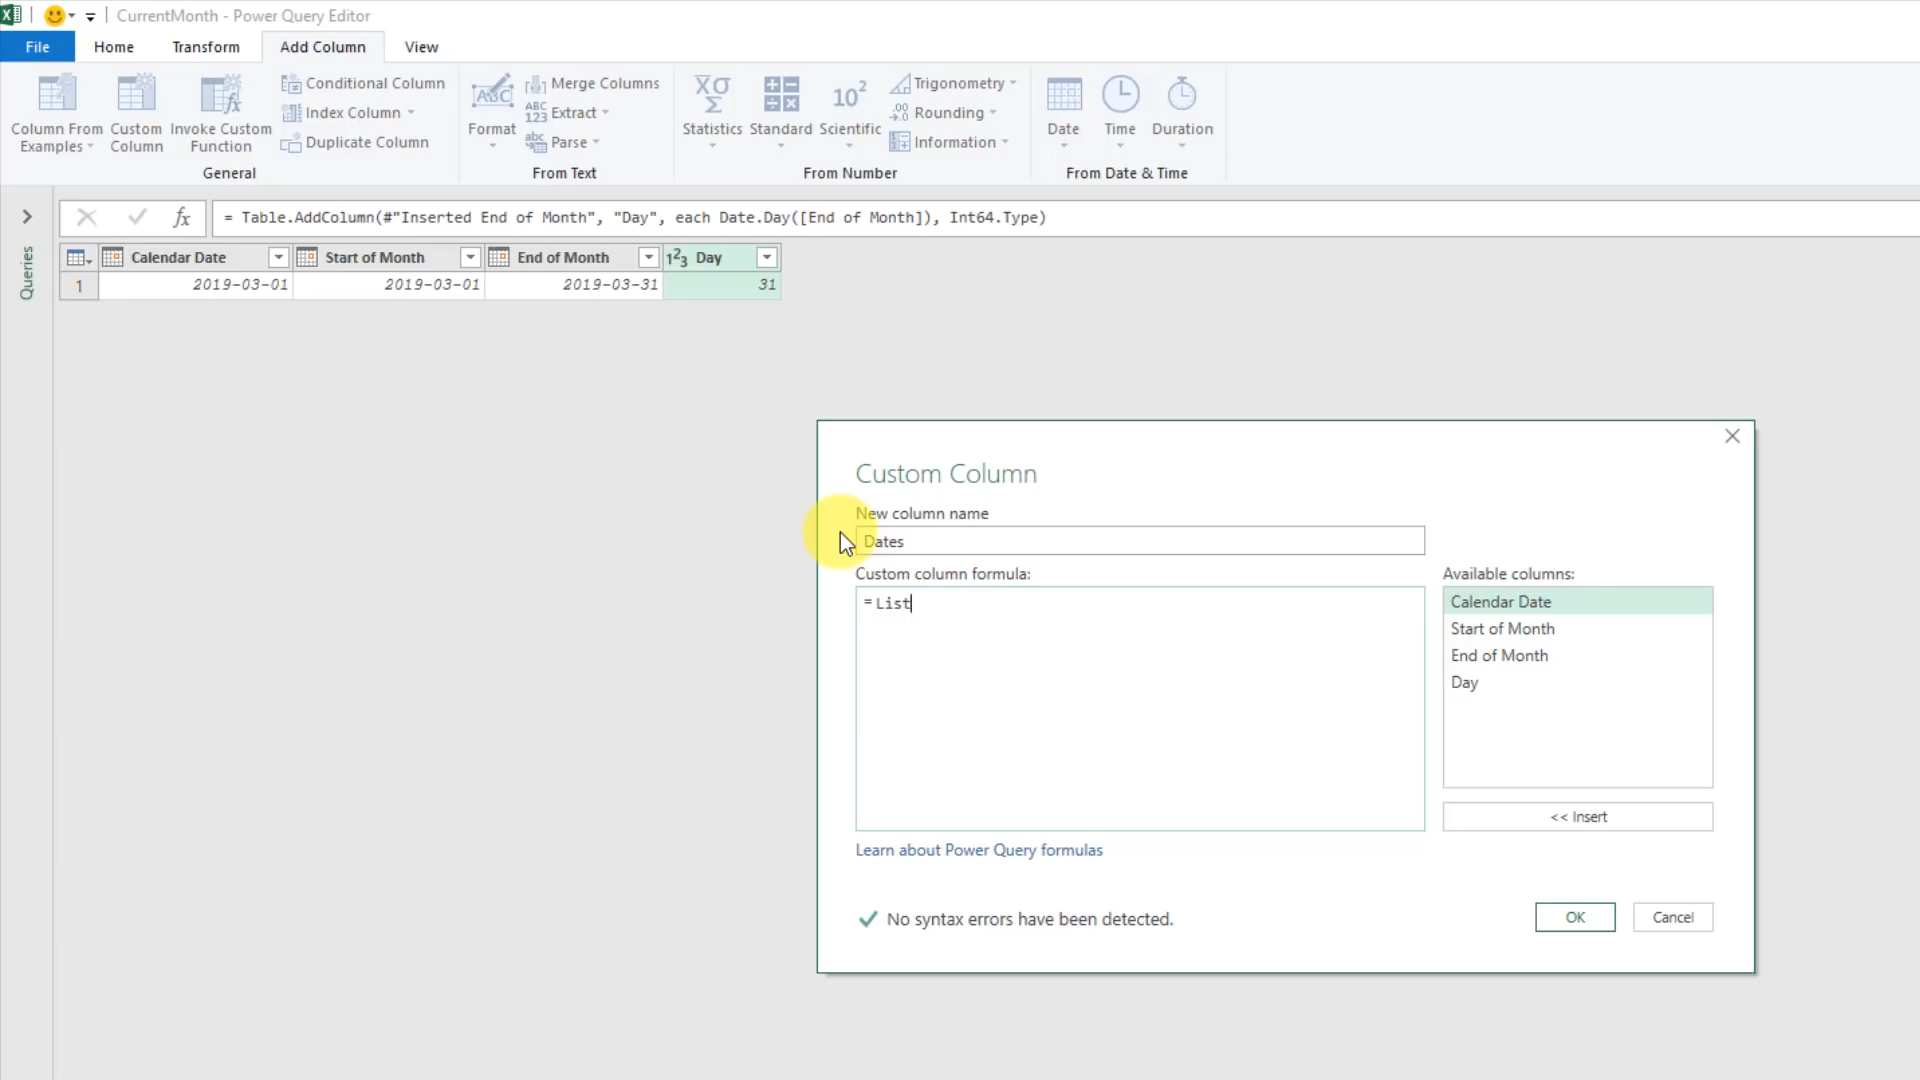 CurrentMonth - Power Query Editor
File Home Transform Add Column View
Column From Examples
Custom Column
Invoke Custom Function
Conditional Column
Index Column
Duplicate Column
General
Format
Merge Columns
Extract
Parse
From Text
Statistics
Standard
Scientific
Trigonometry
Rounding
Information
From Number
Date
Time
Duration
From Date & Time
= Table.AddColumn(#"Inserted End of Month", "Day", each Date.Day([End of Month]), Int64.Type)
Queries
Calendar Date Start of Month End of Month Day
1 2019-03-01 2019-03-01 2019-03-31 31
Custom Column
New column name
Dates
Custom column formula:
= List
Available columns:
Calendar Date
Start of Month
End of Month
Day
<< Insert
Learn about Power Query formulas
No syntax errors have been detected.
OK
Cancel